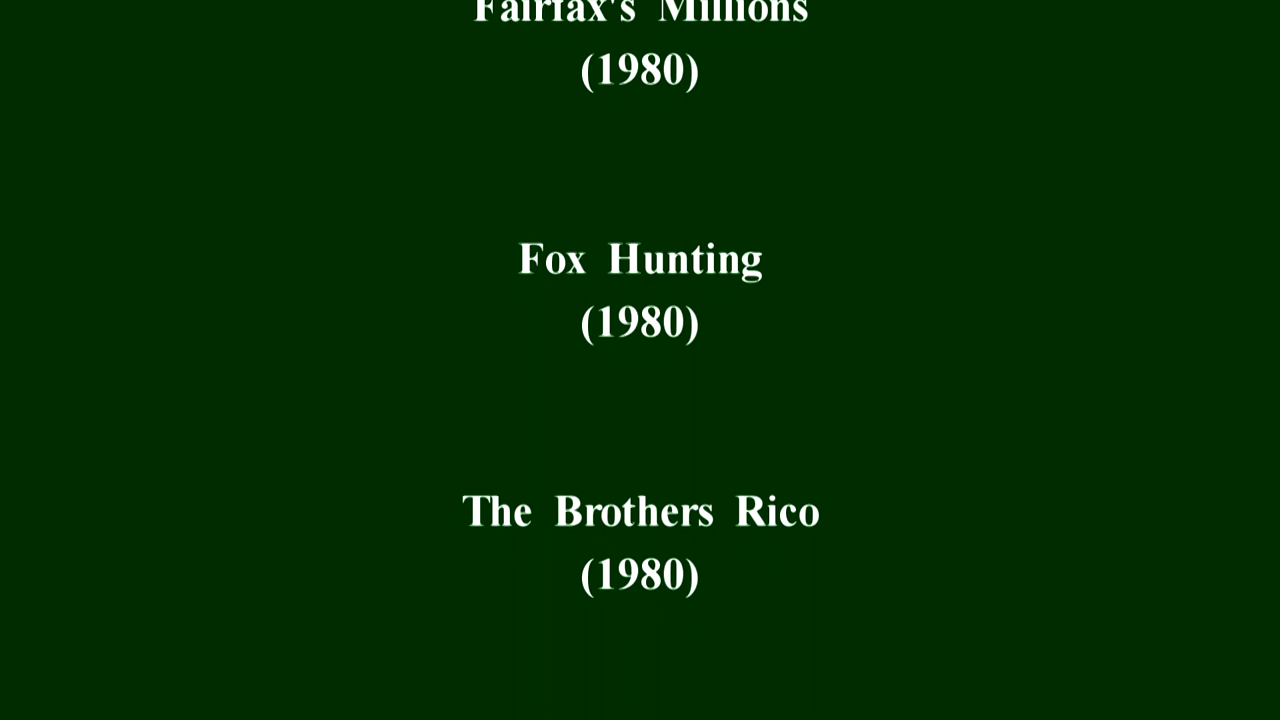 Fairfax's Millions
(1980)
Fox Hunting
(1980)
The Brothers Rico
(1980)